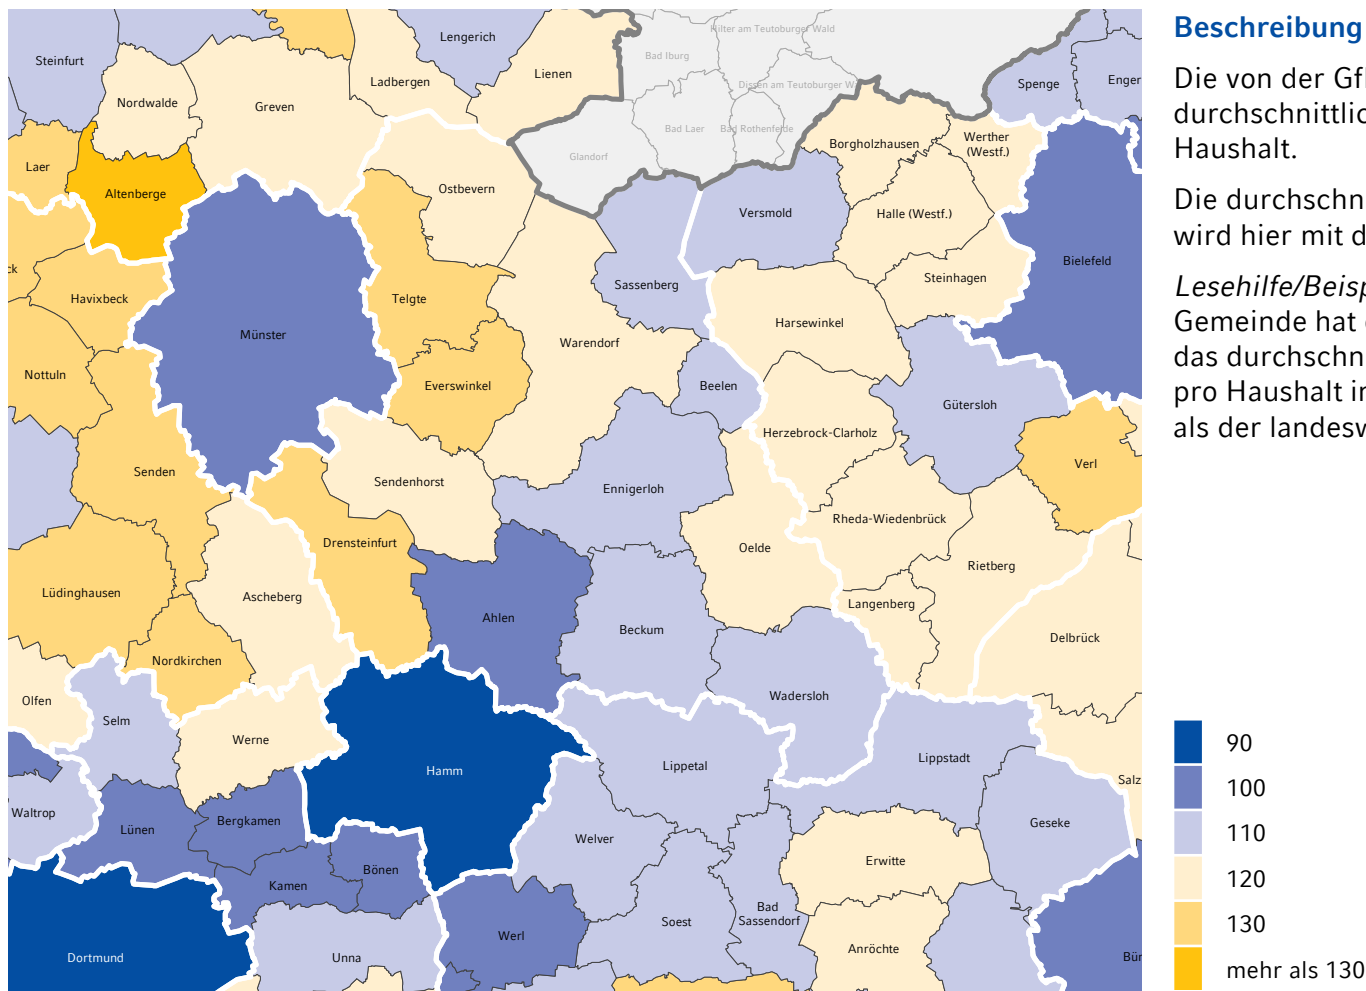 Steinfurt
Lengerich
Nordwalde
Greven
Ladbergen
Lienen
Bad Iburg
Hilter am Teutoburger Wald
Dissen am Teutoburger W
Spenge
Enger
Laer
Altenberge
Bad Laer
Bad Rothenfelde
Glandorf
Borgholzhausen
Werther
(Westf.)
Ostbevern
Versmold
Halle (Westf.)
Bielefeld
ck
Havixbeck
Telgte
Sassenberg
Steinhagen
Münster
Warendorf
Harsewinkel
Nottuln
Everswinkel
Beelen
Gütersloh
Herzebrock-Clarholz
Senden
Sendenhorst
Ennigerloh
Verl
Drensteinfurt
Oelde
Rheda-Wiedenbrück
Lüdinghausen
Ascheberg
Rietberg
Ahlen
Beckum
Langenberg
Delbrück
Nordkirchen
Olfen
Selm
Wadersloh
Werne
Hamm
Lippetal
Lippstadt
Salz
Waltrop
Lünen
Bergkamen
Welver
Geseke
Kamen
Bönen
Erwitte
Soest
Bad
Sassendorf
Werl
Anröchte
Dortmund
Unna
Bür
Beschreibung
Die von der Gf
durchschnittlic
Haushalt.
Die durchschn
wird hier mit d
Lesehilfe/Beisp
Gemeinde hat
das durchschn
pro Haushalt i
als der landesw
90
100
110
120
130
mehr als 130